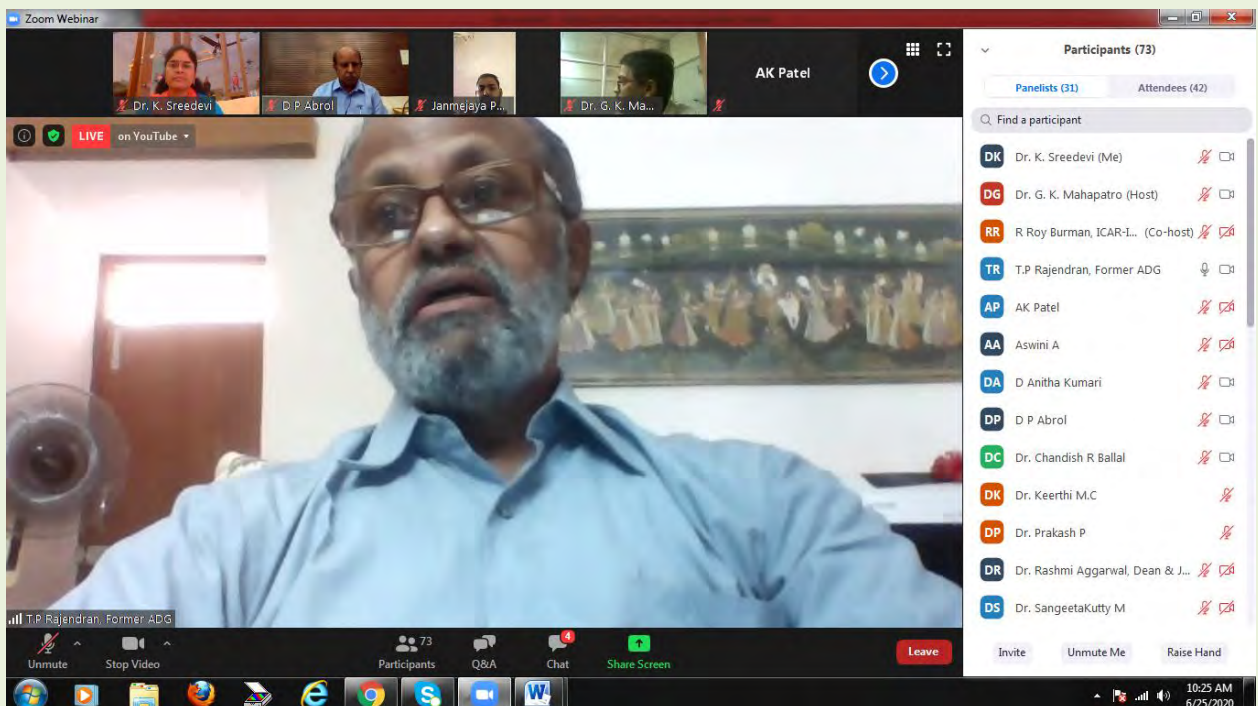 Zoom Webinar
Dr. K. Sreedevi
D P Abrol
Janmejaya P...
Dr. G. K. Ma...
AK Patel
LIVE on YouTube
T.P Rajendran, Former ADG
Unmute
Stop Video
73
Participants
Q&A
4
Chat
Share Screen
Leave
Participants (73)
Panelists (31)
Attendees (42)
Find a participant
DK Dr. K. Sreedevi (Me)
DG Dr. G. K. Mahapatro (Host)
RR R Roy Burman, ICAR-I... (Co-host)
TR T.P Rajendran, Former ADG
AP AK Patel
AA Aswini A
DA D Anitha Kumari
DP D P Abrol
DC Dr. Chandish R Ballal
DK Dr. Keerthi M.C
DP Dr. Prakash P
DR Dr. Rashmi Aggarwal, Dean & J...
DS Dr. SangeetaKutty M
Invite
Unmute Me
Raise Hand
10:25 AM
6/25/2020